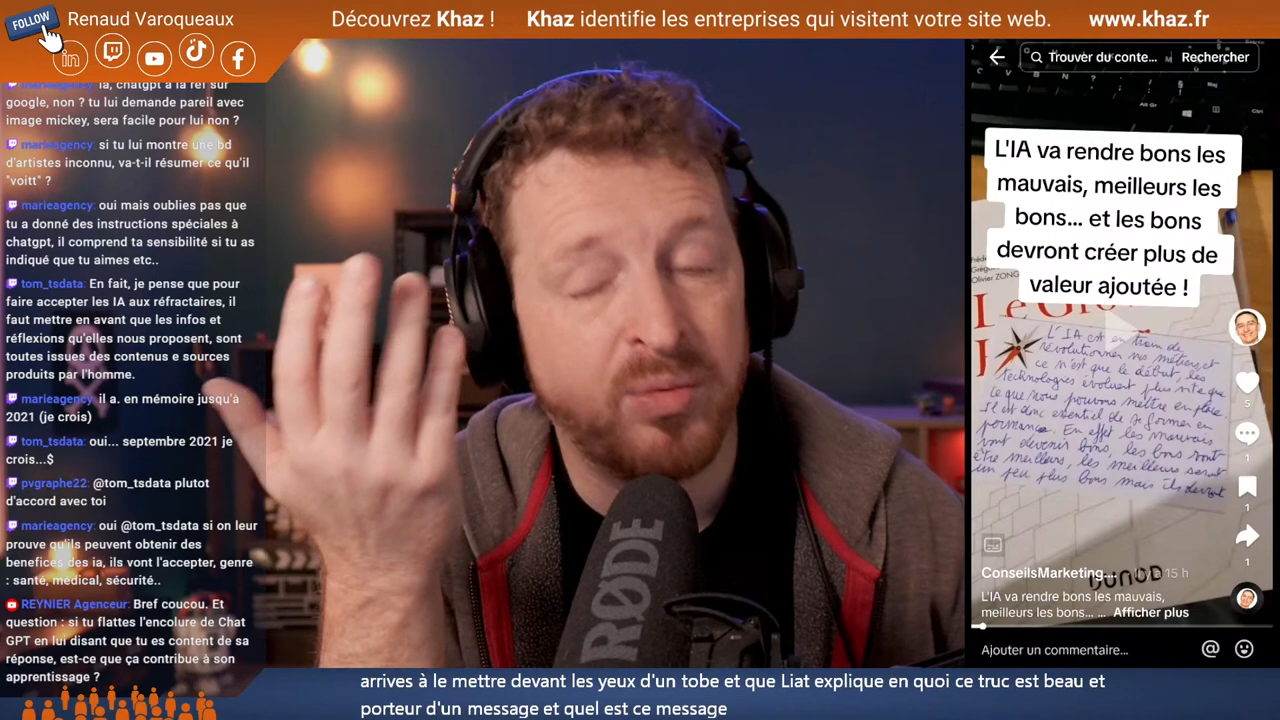 FOLLOW
Renaud Varoqueaux
Découvrez Khaz !
Khaz identifie les entreprises qui visitent votre site web.
www.khaz.fr
google, non ? tu lui demande pareil avec
image mickey, sera facile pour lui non ?
marieagency: si tu lui montre une bd
d'artistes inconnu, va-t-il résumer ce qu'il
"voitt" ?
marieagency: oui mais oublies pas que
tu a donné des instructions spéciales à
chatgpt, il comprend ta sensibilité si tu as
indiqué que tu aimes etc..
tom_tsdata: En fait, je pense que pour
faire accepter les IA aux réfractaires, il
faut mettre en avant que les infos et
réflexions qu'elles nous proposent, sont
toutes issues des contenus e sources
produits par l'homme.
marieagency: il a. en mémoire jusqu'à
2021 (je crois)
tom_tsdata: oui... septembre 2021 je
crois...$
pvgraphe22: @tom_tsdata plutot
d'accord avec toi
marieagency: oui @tom_tsdata si on leur
prouve qu'ils peuvent obtenir des
benefices des ia, ils vont l'accepter, genre
: santé, médical, sécurité..
REYNIER Agenceur: Bref coucou. Et
question : si tu flattes l'encolure de Chat
GPT en lui disant que tu es content de sa
réponse, est-ce que ça contribue à son
apprentissage ?
RØDE
Trouver du conte...
Rechercher
Alt Gr
L'IA va rendre bons les
mauvais, meilleurs les
bons... et les bons
devront créer plus de
valeur ajoutée !
Olivier ZONG
L'IA est en train de
révolutionner nos métiers et
ce n'est que le début, les
technologies évoluent plus vite que
ce que nous pouvons mettre en place
Il est donc essentiel de se former en
permanence. En effet les mauvais
vont devenir bons, les bons vont
être meilleurs, les meilleurs seront
un peu plus bons mais ils devront
5
1
1
1
DUNOD
ConseilsMarketing...
15 h
L'IA va rendre bons les mauvais,
meilleurs les bons... ... Afficher plus
Ajouter un commentaire...
arrives à le mettre devant les yeux d'un tobe et que Liat explique en quoi ce truc est beau et
porteur d'un message et quel est ce message